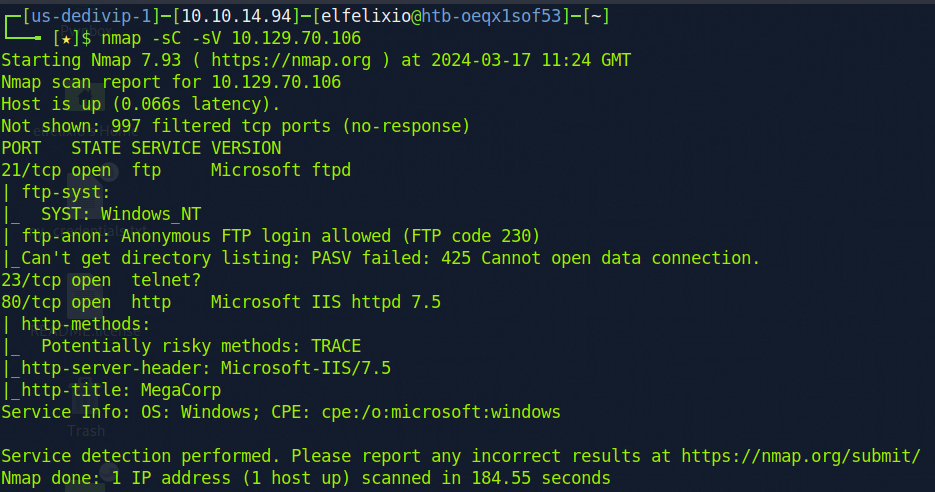 [us-dedivip-1]-[10.10.14.94]-[elfelixio@htb-oeqx1sof53]-[~]
[★]$ nmap -sC -sV 10.129.70.106
Starting Nmap 7.93 ( https://nmap.org ) at 2024-03-17 11:24 GMT
Nmap scan report for 10.129.70.106
Host is up (0.066s latency).
Not shown: 997 filtered tcp ports (no-response)
PORT   STATE SERVICE VERSION
21/tcp open  ftp     Microsoft ftpd
| ftp-syst:
|_  SYST: Windows_NT
| ftp-anon: Anonymous FTP login allowed (FTP code 230)
|_Can't get directory listing: PASV failed: 425 Cannot open data connection.
23/tcp open  telnet?
80/tcp open  http    Microsoft IIS httpd 7.5
| http-methods:
|_  Potentially risky methods: TRACE
|_http-server-header: Microsoft-IIS/7.5
|_http-title: MegaCorp
Service Info: OS: Windows; CPE: cpe:/o:microsoft:windows
Trash
Service detection performed. Please report any incorrect results at https://nmap.org/submit/
Nmap done: 1 IP address (1 host up) scanned in 184.55 seconds